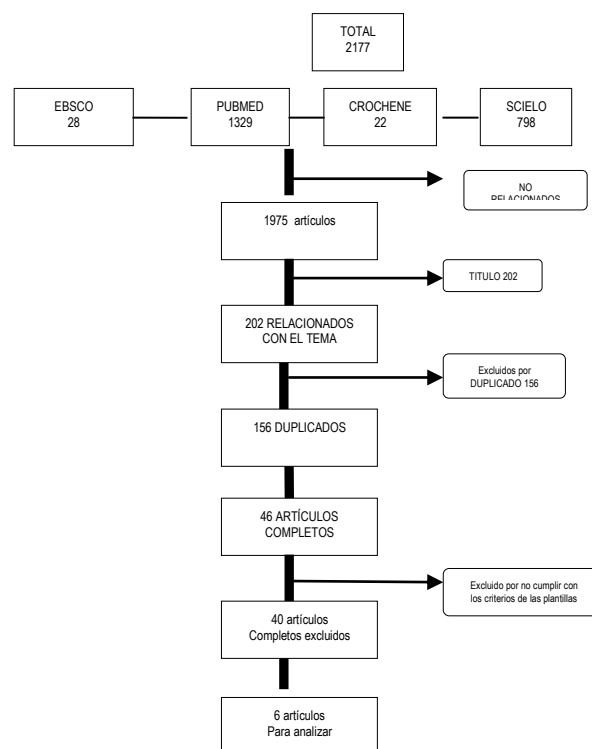 TOTAL
2177
EBSCO
28
PUBMED
1329
CROCHENE
22
SCIELO
798
NO
RELACIONADOS
1975 artículos
TITULO 202
202 RELACIONADOS
CON EL TEMA
Excluidos por
DUPLICADO 156
156 DUPLICADOS
46 ARTÍCULOS
COMPLETOS
Excluido por no cumplir con
los criterios de las plantillas
40 artículos
Completos excluidos
6 artículos
Para analizar